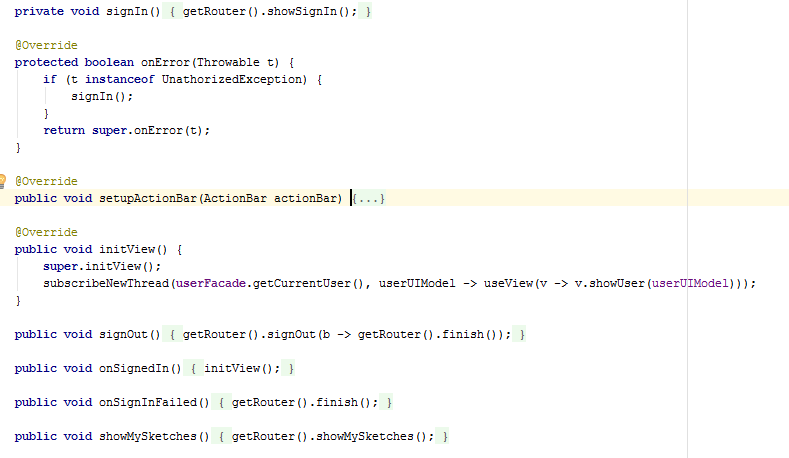 private void signIn() { getRouter().showSignIn(); }
@Override
protected boolean onError(Throwable t) {
if (t instanceof UnathorizedException) {
signIn();
}
return super.onError(t);
}
@Override
public void setupActionBar(ActionBar actionBar) {...}
@Override
public void initView() {
super.initView();
subscribeNewThread(userFacade.getCurrentUser(), userUIModel -> useView(v -> v.showUser(userUIModel)));
}
public void signOut() { getRouter().signOut(b -> getRouter().finish()); }
public void onSignedIn() { initView(); }
public void onSignInFailed() { getRouter().finish(); }
public void showMySketches() { getRouter().showMySketches(); }